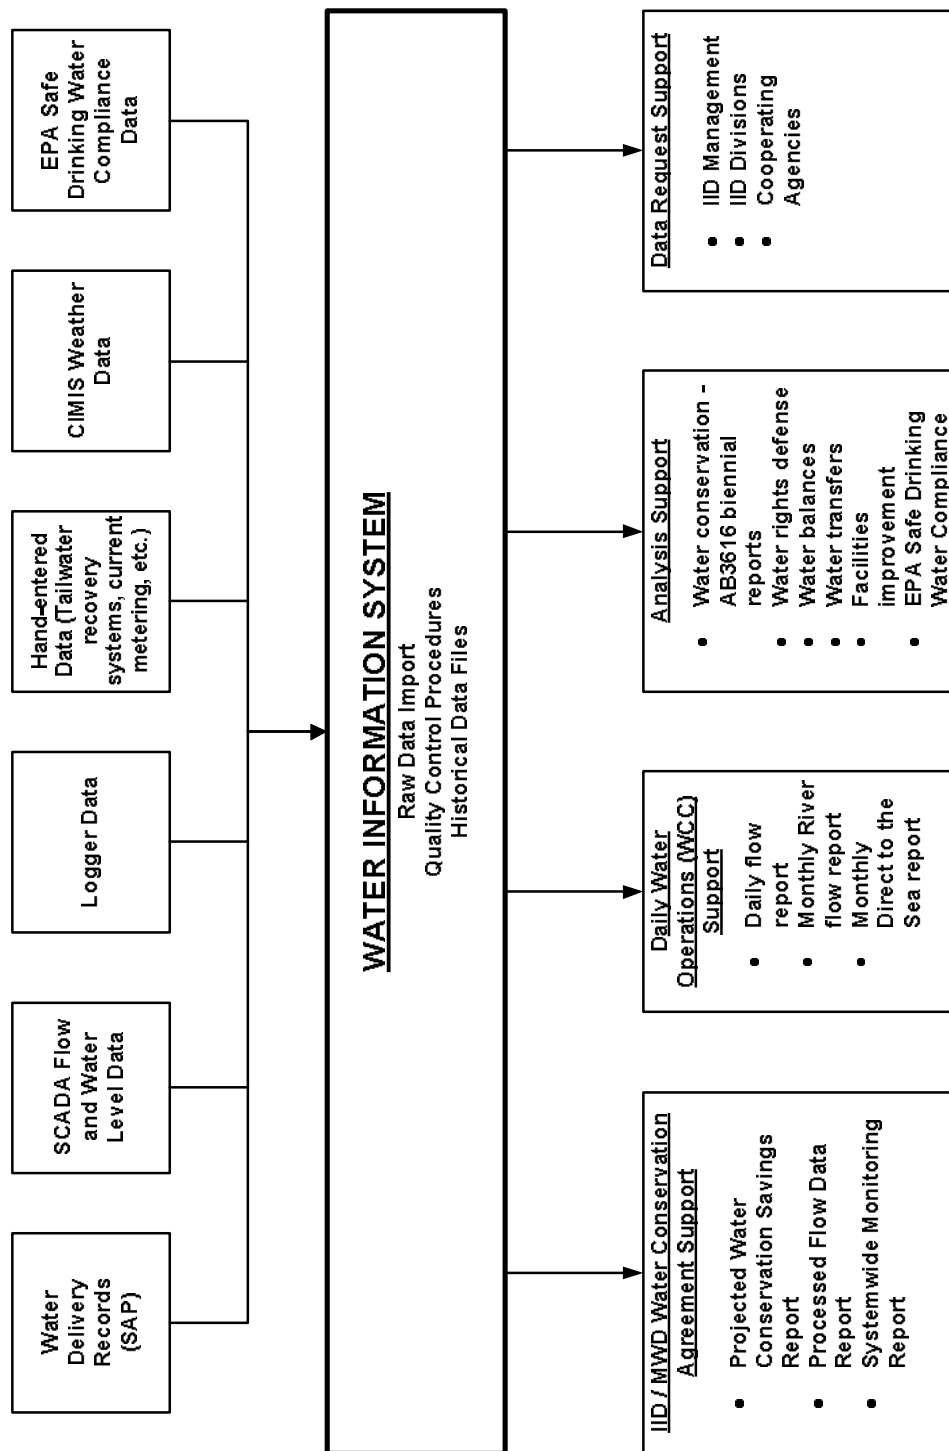 Water
Delivery
Records
(SAP)
SCADA Flow
and Water
Level Data
Logger Data
Hand-entered
Data (Tailwater
recovery
systems, current
metering, etc.)
CIMIS Weather
Data
EPA Safe
Drinking Water
Compliance
Data
WATER INFORMATION SYSTEM
Raw Data Import
Quality Control Procedures
Historical Data Files
IID / MWD Water Conservation
Agreement Support
• Projected Water
Conservation Savings
Report
• Processed Flow Data
Report
• Systemwide Monitoring
Report
Daily Water
Operations (WCC)
Support
• Daily flow
report
• Monthly River
flow report
• Monthly
Direct to the
Sea report
Analysis Support
• Water conservation -
AB3616 biennial
reports
• Water rights defense
• Water balances
• Water transfers
• Facilities
improvement
• EPA Safe Drinking
Water Compliance
Data Request Support
• IID Management
• IID Divisions
• Cooperating
Agencies